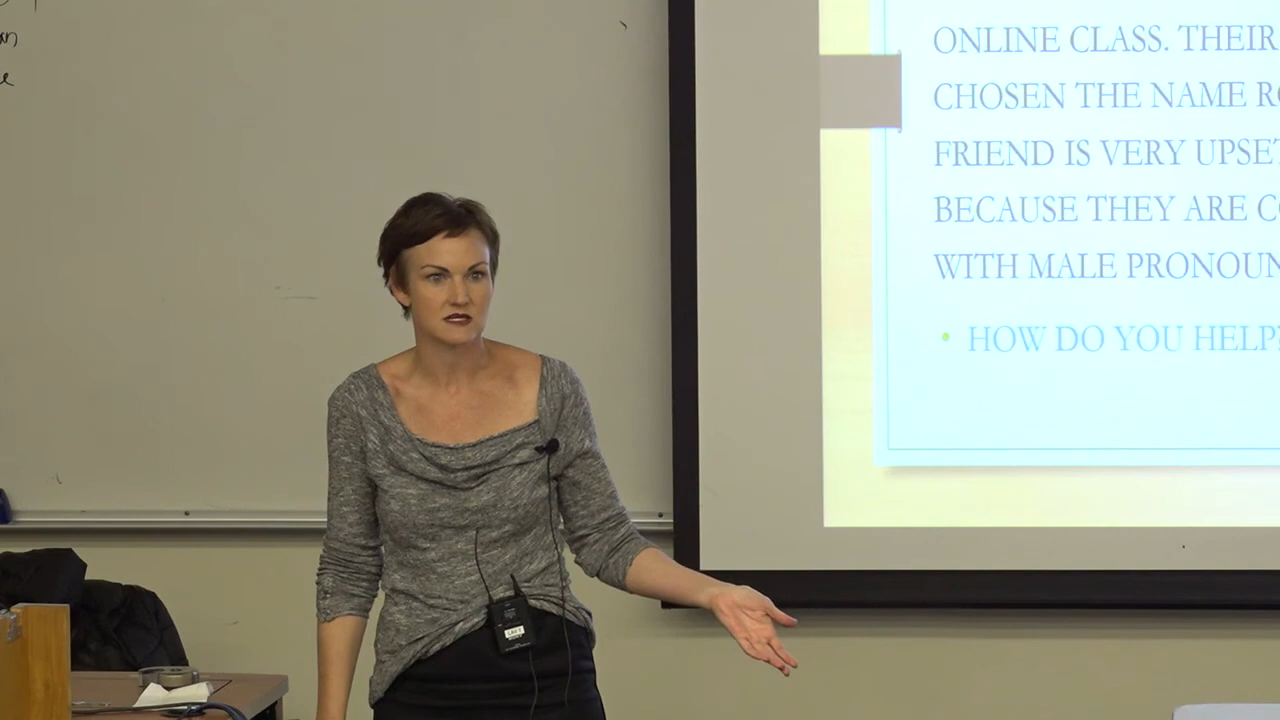 ONLINE CLASS. THEIR
CHOSEN THE NAME
FRIEND IS VERY UPSET
BECAUSE THEY ARE
WITH MALE
• HOW DO YOU HELP?